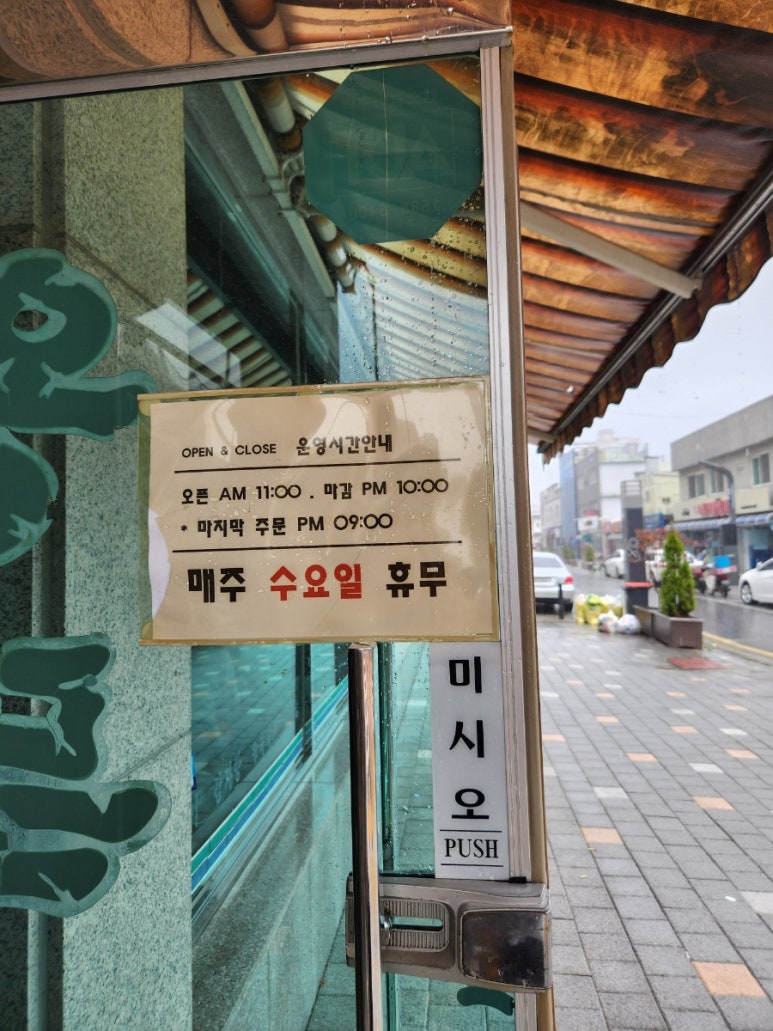 OPEN & CLOSE 운영시간안내
오픈 AM 11:00 . 마감 PM 10:00
* 마지막 주문 PM 09:00
매주 수요일 휴무
미시오
PUSH